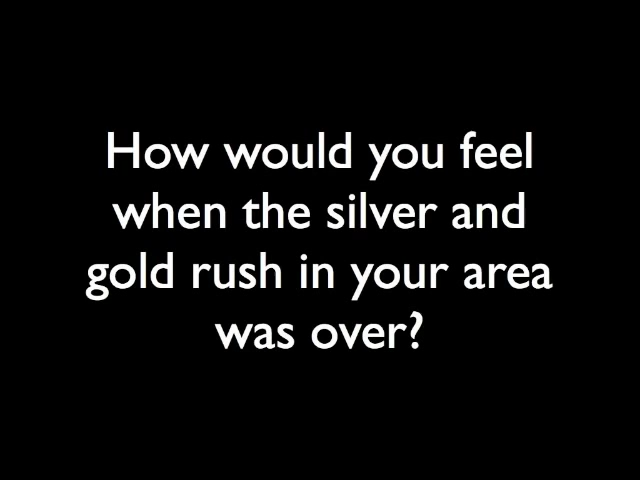 How would you feel
when the silver and
gold rush in your area
was over?